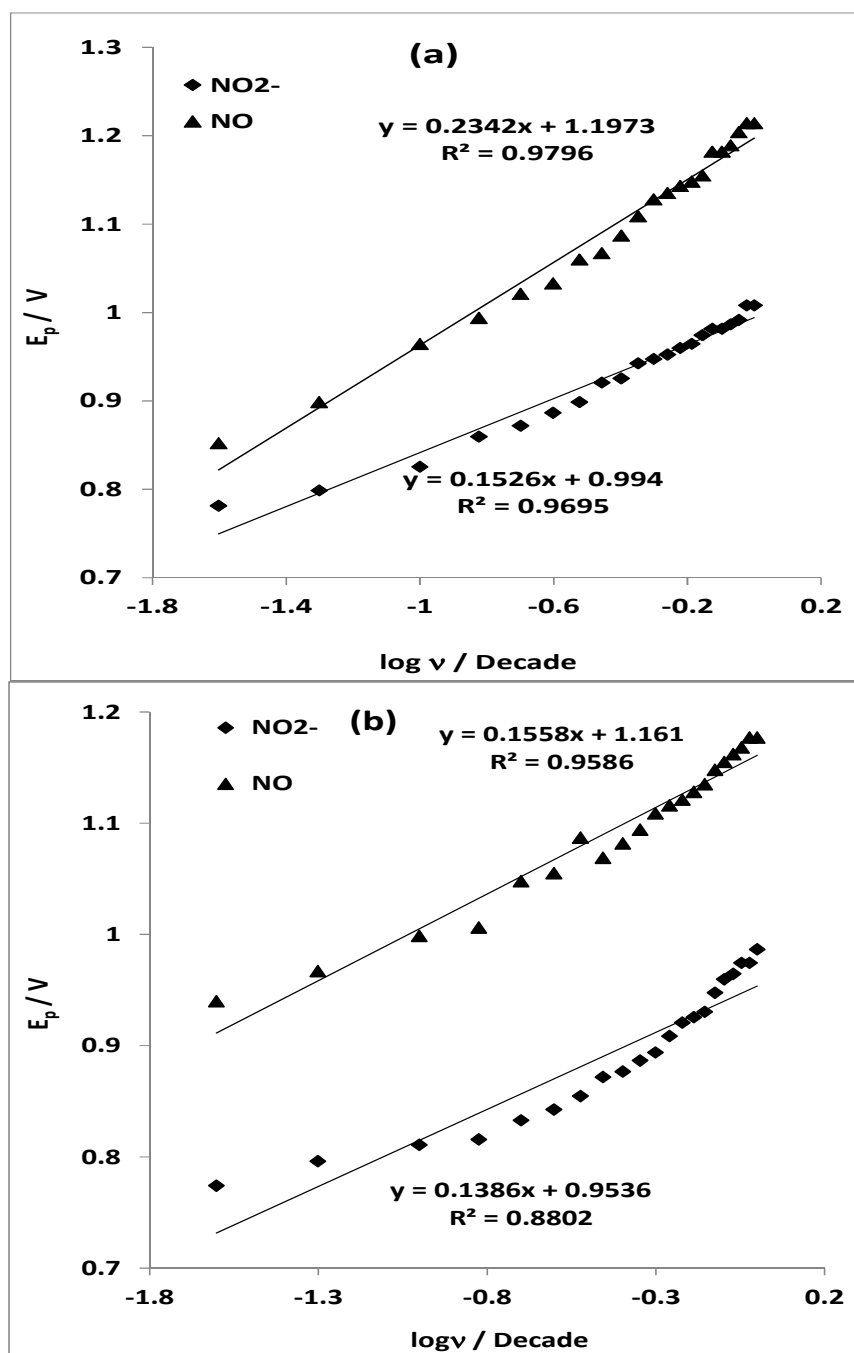 (a)
NO2-
NO
y = 0.2342x + 1.1973
R² = 0.9796
y = 0.1526x + 0.994
R² = 0.9695
1.3
1.2
1.1
1
0.9
0.8
0.7
Ep / V
-1.8 -1.4 -1 -0.6 -0.2 0.2
log ν / Decade
(b)
NO2-
NO
y = 0.1558x + 1.161
R² = 0.9586
y = 0.1386x + 0.9536
R² = 0.8802
1.2
1.1
1
0.9
0.8
0.7
Ep / V
-1.8 -1.3 -0.8 -0.3 0.2
logν / Decade